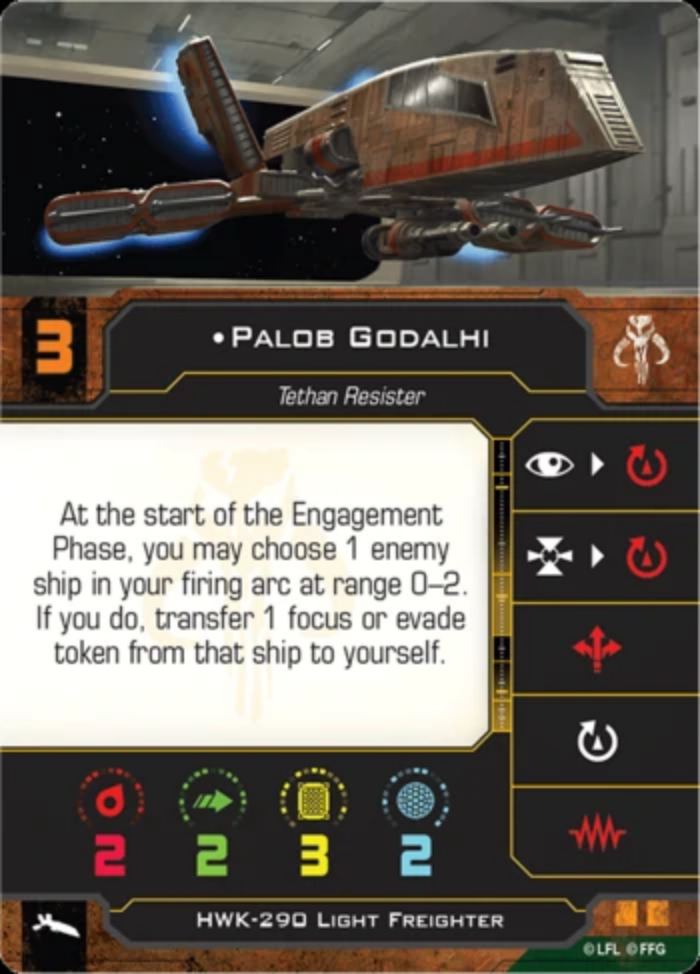 3
•Palob Godalhi
Tethan Resister
At the start of the Engagement
Phase, you may choose 1 enemy
ship in your firing arc at range 0–2.
If you do, transfer 1 focus or evade
token from that ship to yourself.
2 2 3 2
HWK-290 Light Freighter
©LFL ©FFG